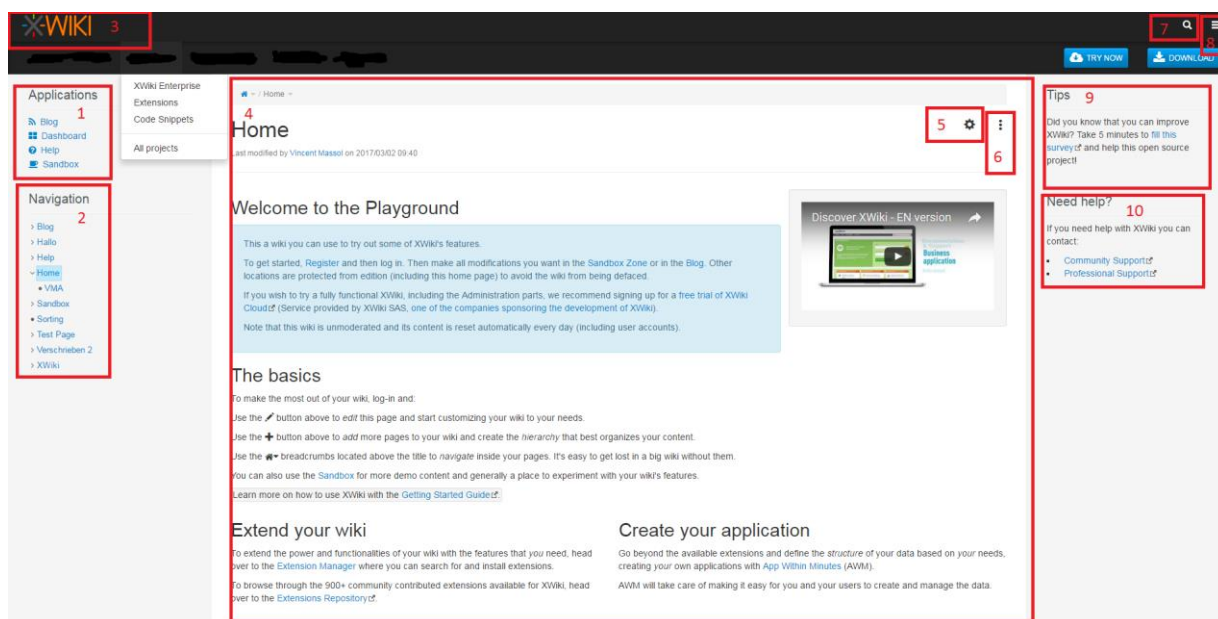 XWIKI 3
7
8
TRY NOW
DOWNLOAD
Applications
1
Blog
Dashboard
Help
Sandbox
Navigation
2
Blog
Hallo
Help
Home
VMA
Sandbox
Sorting
Test Page
Verschrieben 2
XWiki
XWiki Enterprise
Extensions
Code Snippets
All projects
/ Home
4
Home
Last modified by Vincent Massol on 2017/03/02 09:40
5
6
Welcome to the Playground
This a wiki you can use to try out some of XWiki's features.
To get started, Register and then log in. Then make all modifications you want in the Sandbox Zone or in the Blog. Other
locations are protected from edition (including this home page) to avoid the wiki from being defaced.
If you wish to try a fully functional XWiki, including the Administration parts, we recommend signing up for a free trial of XWiki
Cloud (Service provided by XWiki SAS, one of the companies sponsoring the development of XWiki).
Note that this wiki is unmoderated and its content is reset automatically every day (including user accounts).
Discover XWiki - EN version
Business
application
The basics
To make the most out of your wiki, log-in and:
Use the button above to edit this page and start customizing your wiki to your needs.
Use the button above to add more pages to your wiki and create the hierarchy that best organizes your content.
Use the breadcrumbs located above the title to navigate inside your pages. It's easy to get lost in a big wiki without them.
You can also use the Sandbox for more demo content and generally a place to experiment with your wiki's features.
Learn more on how to use XWiki with the Getting Started Guide.
Extend your wiki
To extend the power and functionalities of your wiki with the features that you need, head
over to the Extension Manager where you can search for and install extensions.
To browse through the 900+ community contributed extensions available for XWiki, head
over to the Extensions Repository.
Create your application
Go beyond the available extensions and define the structure of your data based on your needs,
creating your own applications with App Within Minutes (AWM).
AWM will take care of making it easy for you and your users to create and manage the data.
Tips 9
Did you know that you can improve
XWiki? Take 5 minutes to fill this
survey and help this open source
project!
Need help?
10
If you need help with XWiki you can
contact:
Community Support
Professional Support